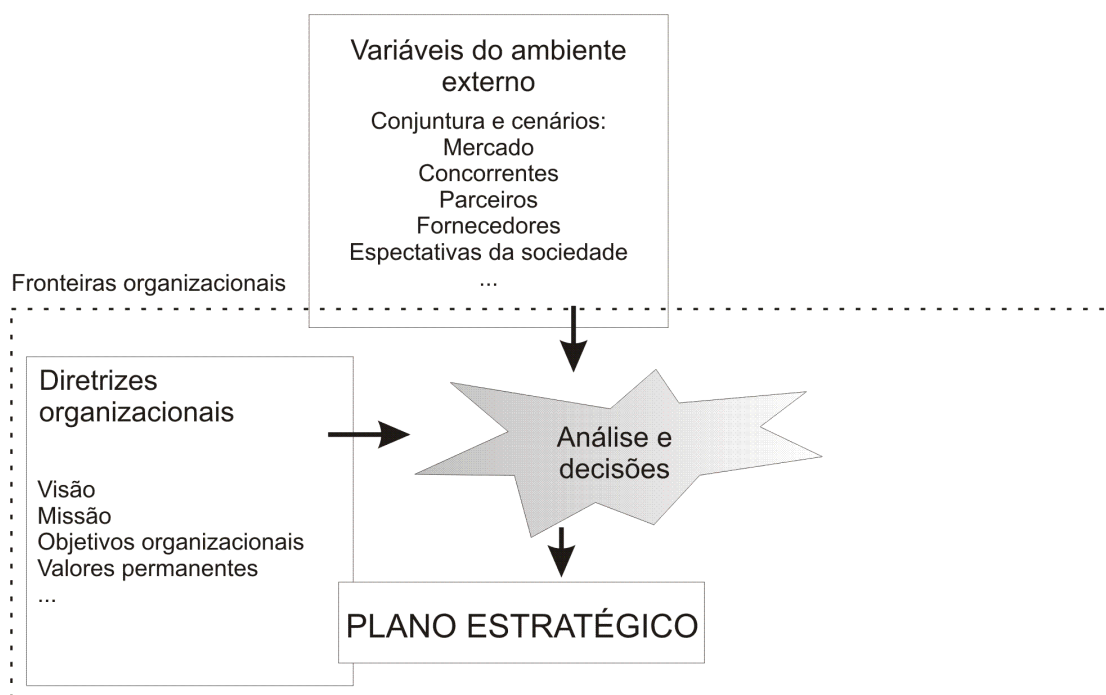 Variáveis do ambiente
externo
Conjuntura e cenários:
Mercado
Concorrentes
Parceiros
Fornecedores
Espectativas da sociedade
...
Fronteiras organizacionais
Diretrizes
organizacionais
Visão
Missão
Objetivos organizacionais
Valores permanentes
...
Análise e
decisões
PLANO ESTRATÉGICO